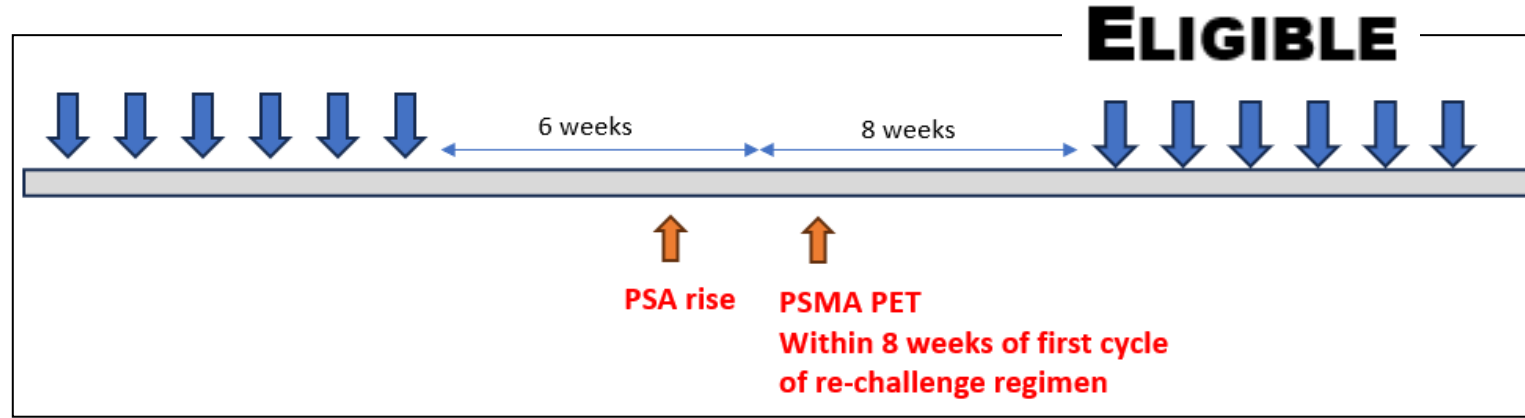 ELIGIBLE
6 weeks
8 weeks
PSA rise
PSMA PET
Within 8 weeks of first cycle
of re-challenge regimen